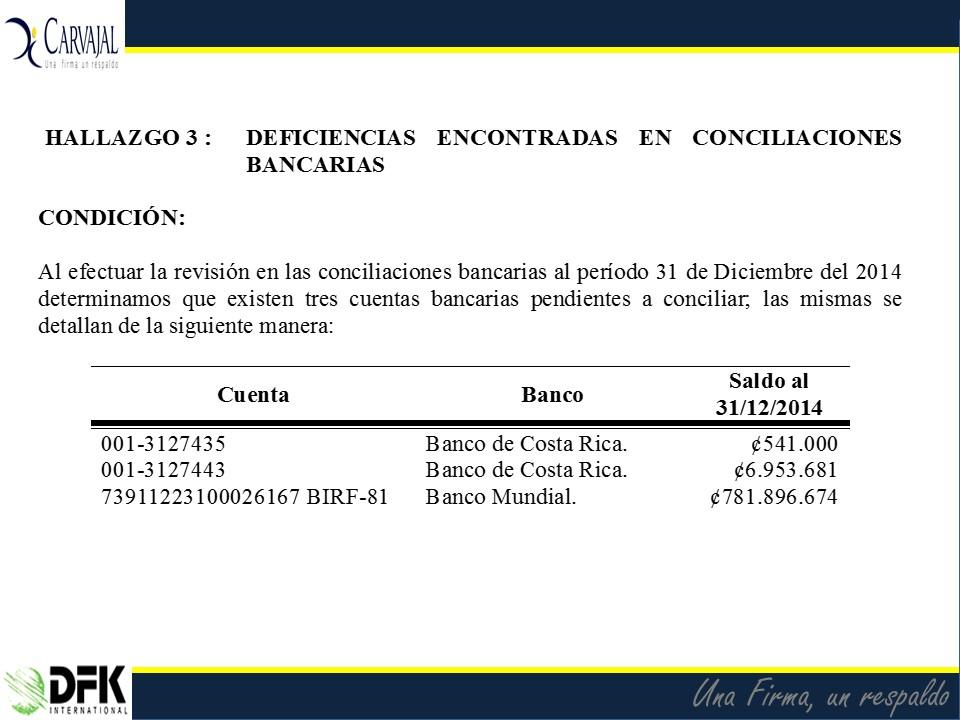 CARVAJAL
Una firma un respaldo
HALLAZGO 3 : DEFICIENCIAS ENCONTRADAS EN CONCILIACIONES
BANCARIAS
CONDICIÓN:
Al efectuar la revisión en las conciliaciones bancarias al período 31 de Diciembre del 2014
determinamos que existen tres cuentas bancarias pendientes a conciliar; las mismas se
detallan de la siguiente manera:
Cuenta Banco Saldo al
31/12/2014
001-3127435 Banco de Costa Rica. ¢541.000
001-3127443 Banco de Costa Rica. ¢6.953.681
73911223100026167 BIRF-81 Banco Mundial. ¢781.896.674
DFK
INTERNATIONAL
Una Firma, un respaldo